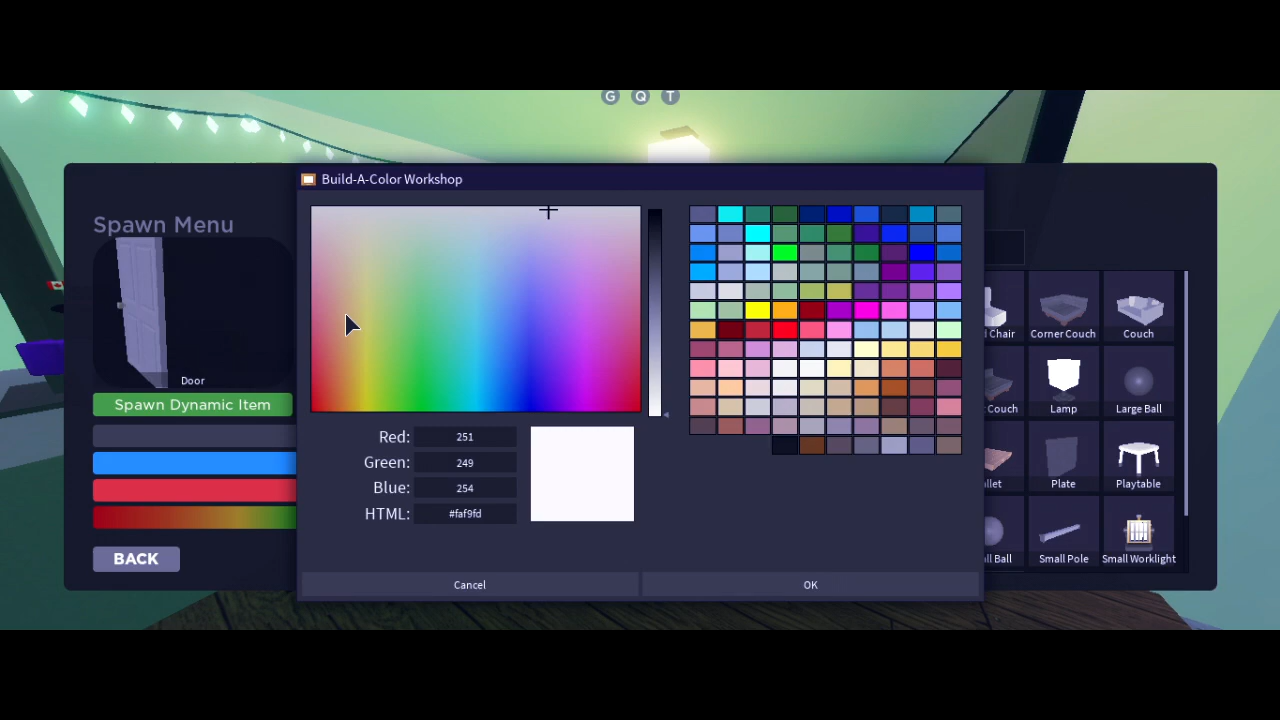 G Q T
Build-A-Color Workshop
Spawn Menu
Door
Spawn Dynamic Item
BACK
Red: 251
Green: 249
Blue: 254
HTML: #faf9fd
Cancel
OK
Chair
Corner Couch
Couch
Couch
Lamp
Large Ball
Plate
Playtable
Ball
Small Pole
Small Worklight